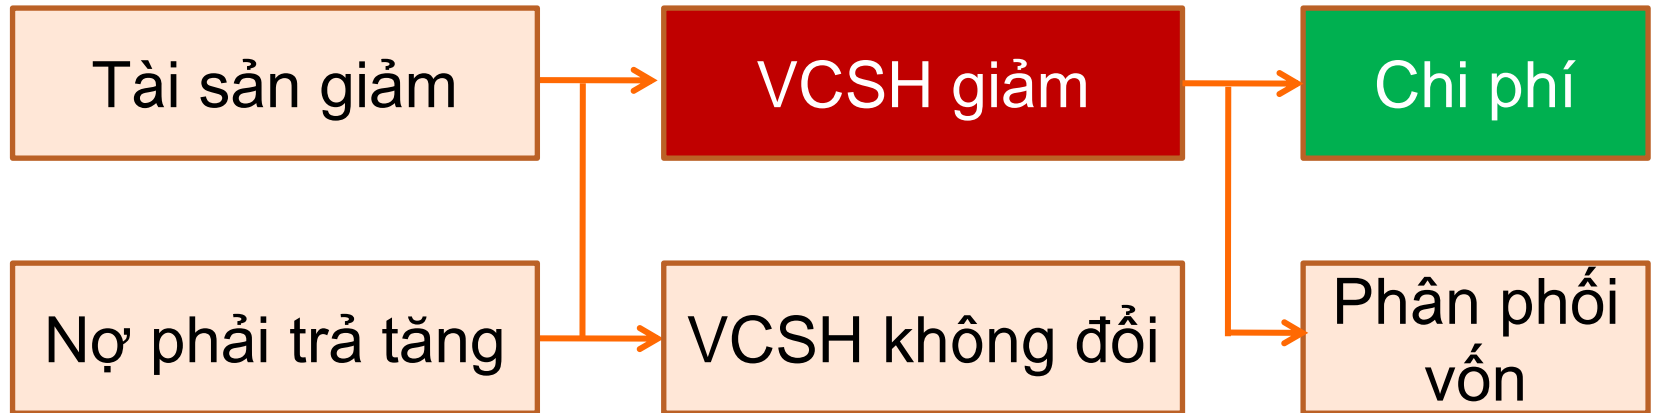 Tài sản giảm
VCSH giảm
Chi phí
Nợ phải trả tăng
VCSH không đổi
Phân phối
vốn